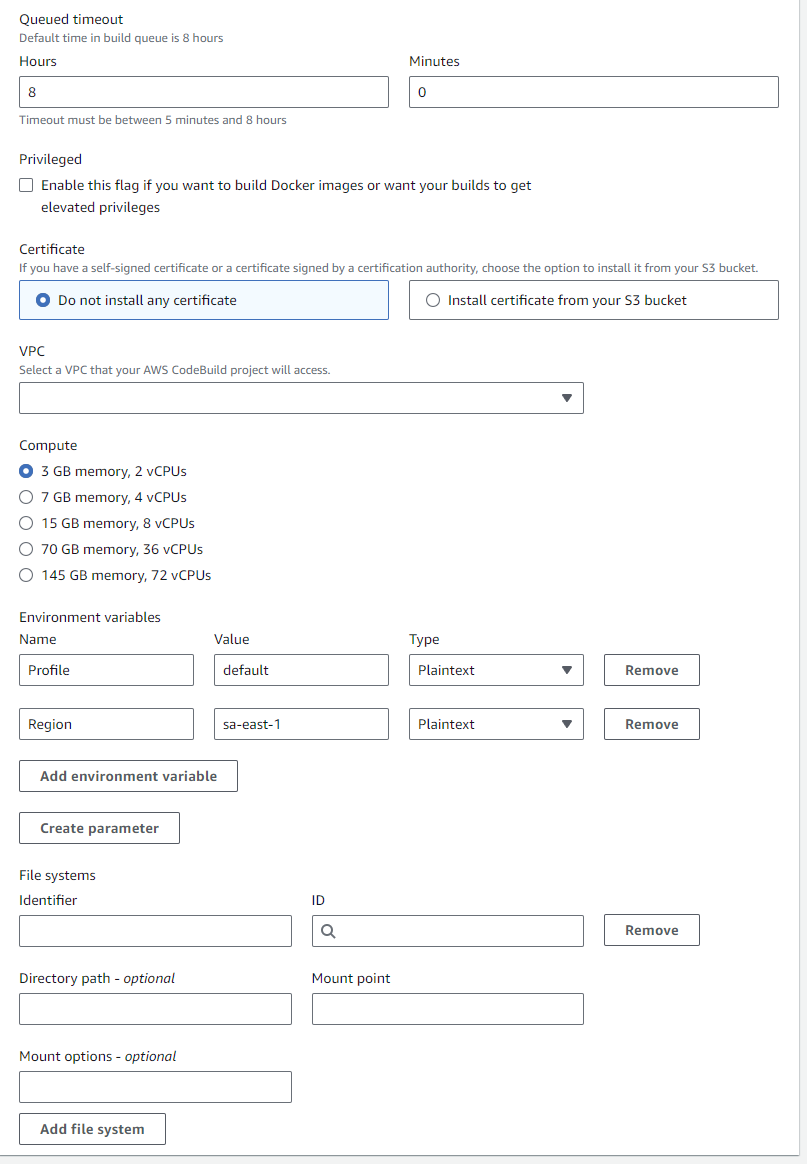 Queued timeout
Default time in build queue is 8 hours
Hours
Minutes
8
0
Timeout must be between 5 minutes and 8 hours
Privileged
Enable this flag if you want to build Docker images or want your builds to get
elevated privileges
Certificate
If you have a self-signed certificate or a certificate signed by a certification authority, choose the option to install it from your S3 bucket.
Do not install any certificate
Install certificate from your S3 bucket
VPC
Select a VPC that your AWS CodeBuild project will access.
Compute
3 GB memory, 2 vCPUs
7 GB memory, 4 vCPUs
15 GB memory, 8 vCPUs
70 GB memory, 36 vCPUs
145 GB memory, 72 vCPUs
Environment variables
Name
Value
Type
Profile
default
Plaintext
Remove
Region
sa-east-1
Plaintext
Remove
Add environment variable
Create parameter
File systems
Identifier
ID
Remove
Directory path - optional
Mount point
Mount options - optional
Add file system